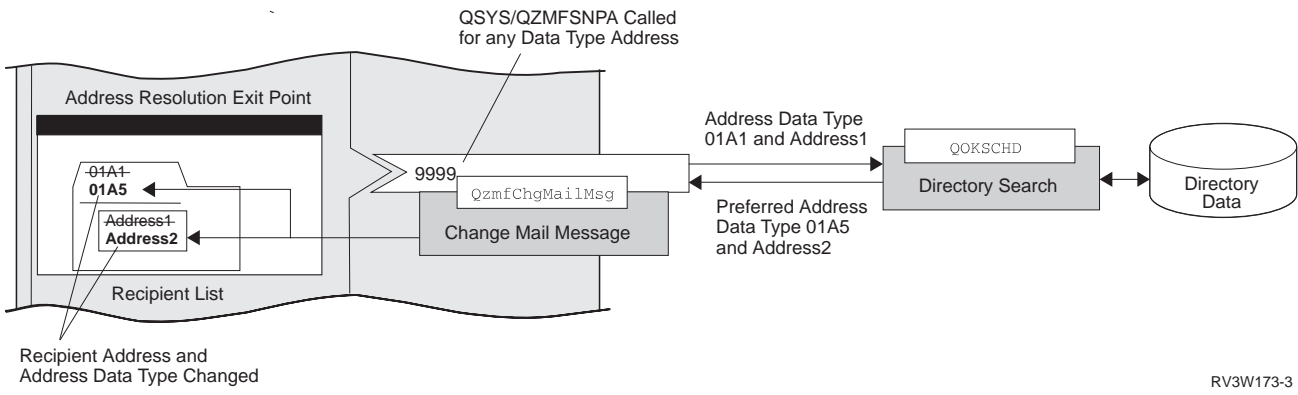 QSYS/QZMFSNPA Called
for any Data Type Address
Address Resolution Exit Point
01A1
01A5
Address1
Address2
Recipient List
9999
QzmfChgMailMsg
Change Mail Message
Address Data Type
01A1 and Address1
Preferred Address
Data Type 01A5
and Address2
QOKSCHD
Directory Search
Directory
Data
Recipient Address and
Address Data Type Changed
RV3W173-3